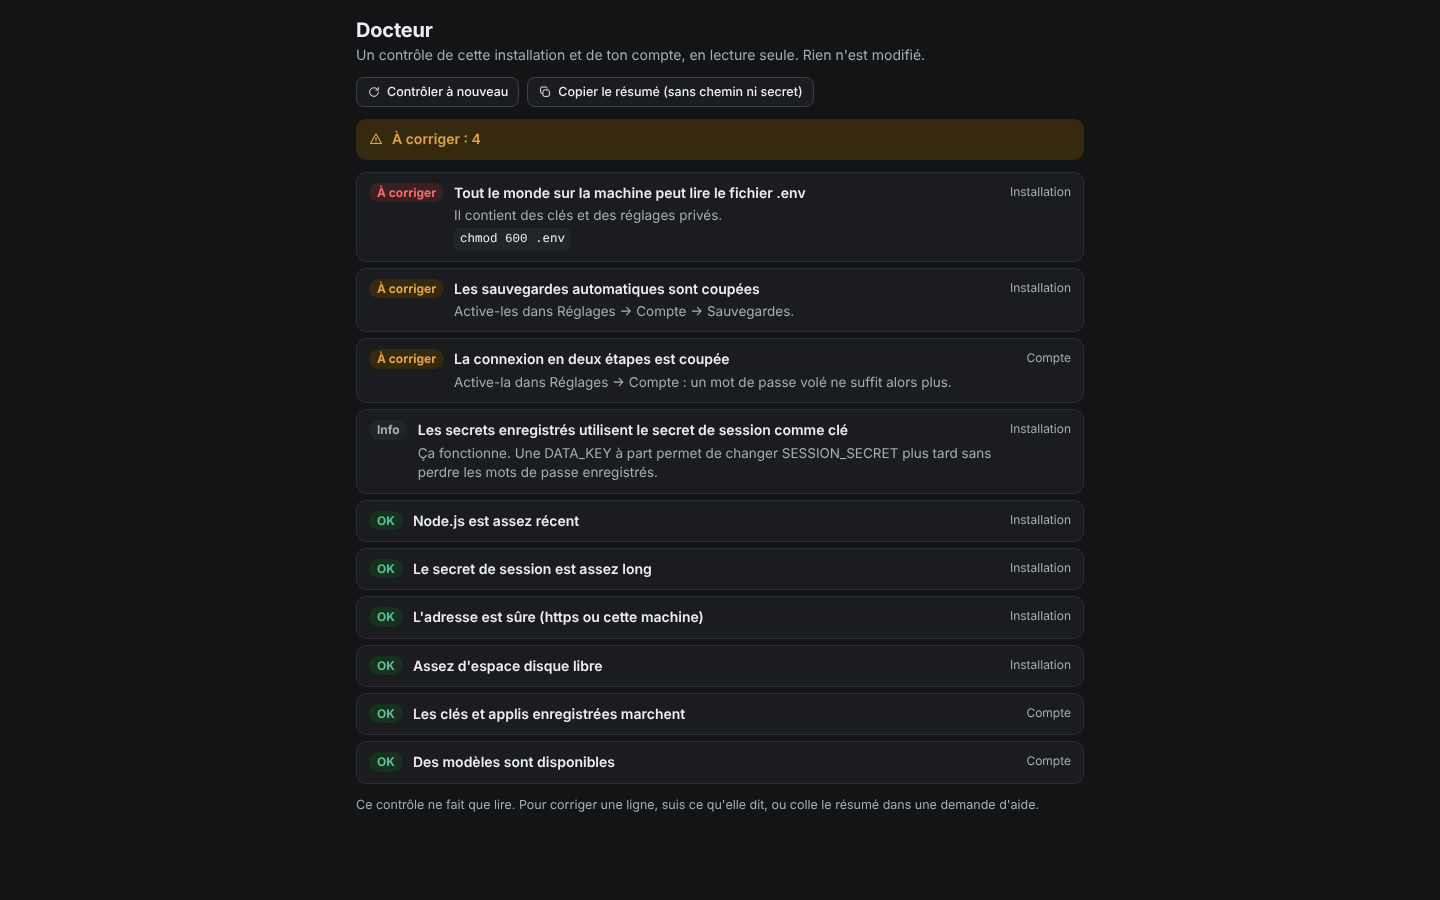 Docteur
Un contrôle de cette installation et de ton compte, en lecture seule. Rien n'est modifié.
Contrôler à nouveau
Copier le résumé (sans chemin ni secret)
À corriger : 4
À corriger
Tout le monde sur la machine peut lire le fichier .env
Installation
Il contient des clés et des réglages privés.
chmod 600 .env
À corriger
Les sauvegardes automatiques sont coupées
Installation
Active-les dans Réglages → Compte → Sauvegardes.
À corriger
La connexion en deux étapes est coupée
Compte
Active-la dans Réglages → Compte : un mot de passe volé ne suffit alors plus.
Info
Les secrets enregistrés utilisent le secret de session comme clé
Installation
Ça fonctionne. Une DATA_KEY à part permet de changer SESSION_SECRET plus tard sans
perdre les mots de passe enregistrés.
OK
Node.js est assez récent
Installation
OK
Le secret de session est assez long
Installation
OK
L'adresse est sûre (https ou cette machine)
Installation
OK
Assez d'espace disque libre
Installation
OK
Les clés et applis enregistrées marchent
Compte
OK
Des modèles sont disponibles
Compte
Ce contrôle ne fait que lire. Pour corriger une ligne, suis ce qu'elle dit, ou colle le résumé dans une demande d'aide.